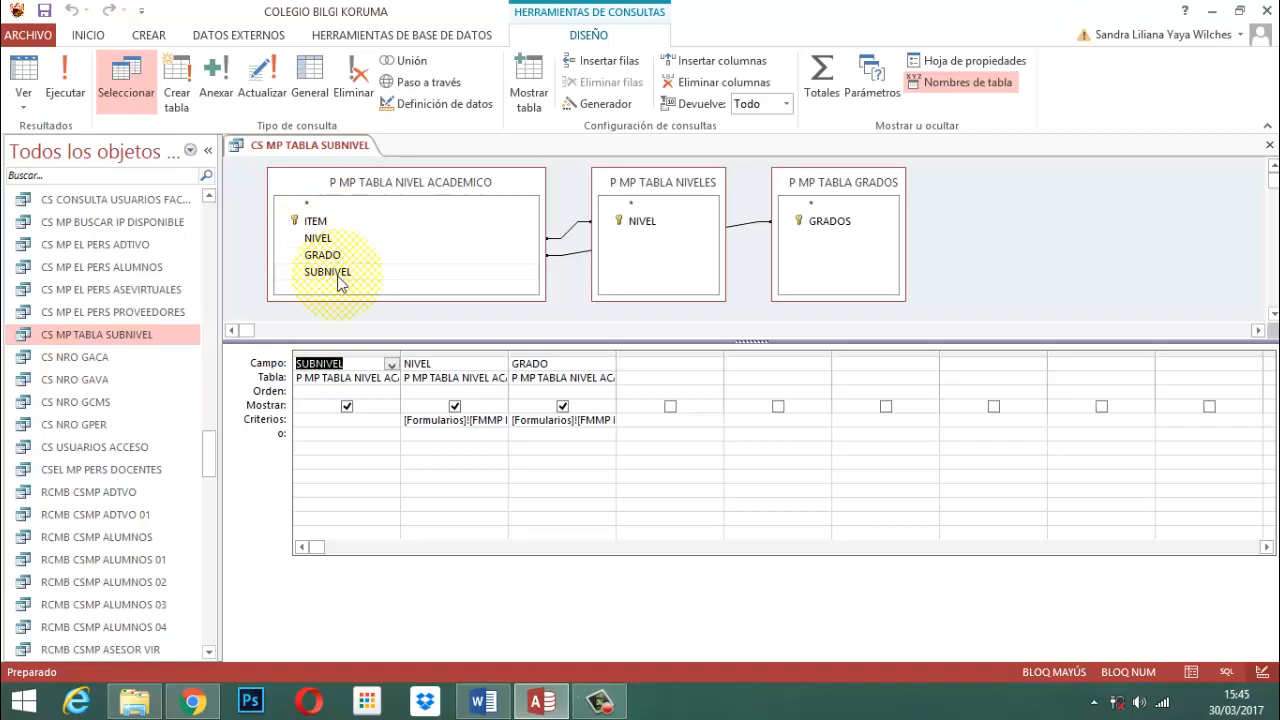 COLEGIO BILGI KORUMA
HERRAMIENTAS DE CONSULTAS
ARCHIVO
INICIO
CREAR
DATOS EXTERNOS
HERRAMIENTAS DE BASE DE DATOS
DISEÑO
Sandra Liliana Yaya Wilches
Ver
Ejecutar
Resultados
Seleccionar
Crear tabla
Anexar
Actualizar
General
Eliminar
Unión
Paso a través
Definición de datos
Tipo de consulta
Mostrar tabla
Insertar filas
Eliminar filas
Generador
Insertar columnas
Eliminar columnas
Devuelve: Todo
Configuración de consultas
Totales
Parámetros
Hoja de propiedades
Nombres de tabla
Mostrar u ocultar
Todos los objetos ...
Buscar...
CS CONSULTA USUARIOS FAC...
CS MP BUSCAR IP DISPONIBLE
CS MP EL PERS ADTIVO
CS MP EL PERS ALUMNOS
CS MP EL PERS ASEVIRTUALES
CS MP EL PERS PROVEEDORES
CS MP TABLA SUBNIVEL
CS NRO GACA
CS NRO GAVA
CS NRO GCMS
CS NRO GPER
CS USUARIOS ACCESO
CSEL MP PERS DOCENTES
RCMB CSMP ADTVO
RCMB CSMP ADTVO 01
RCMB CSMP ALUMNOS
RCMB CSMP ALUMNOS 01
RCMB CSMP ALUMNOS 02
RCMB CSMP ALUMNOS 03
RCMB CSMP ALUMNOS 04
RCMB CSMP ASESOR VIR
CS MP TABLA SUBNIVEL
P MP TABLA NIVEL ACADEMICO
*
ITEM
NIVEL
GRADO
SUBNIVEL
P MP TABLA NIVELES
*
NIVEL
P MP TABLA GRADOS
*
GRADOS
Campo: SUBNIVEL NIVEL GRADO
Tabla: P MP TABLA NIVEL ACA P MP TABLA NIVEL ACA P MP TABLA NIVEL ACA
Orden:
Mostrar:
Criterios: [Formularios]![FMMP I [Formularios]![FMMP I
o:
Preparado
BLOQ MAYÚS
BLOQ NUM
SQL
15:45
30/03/2017